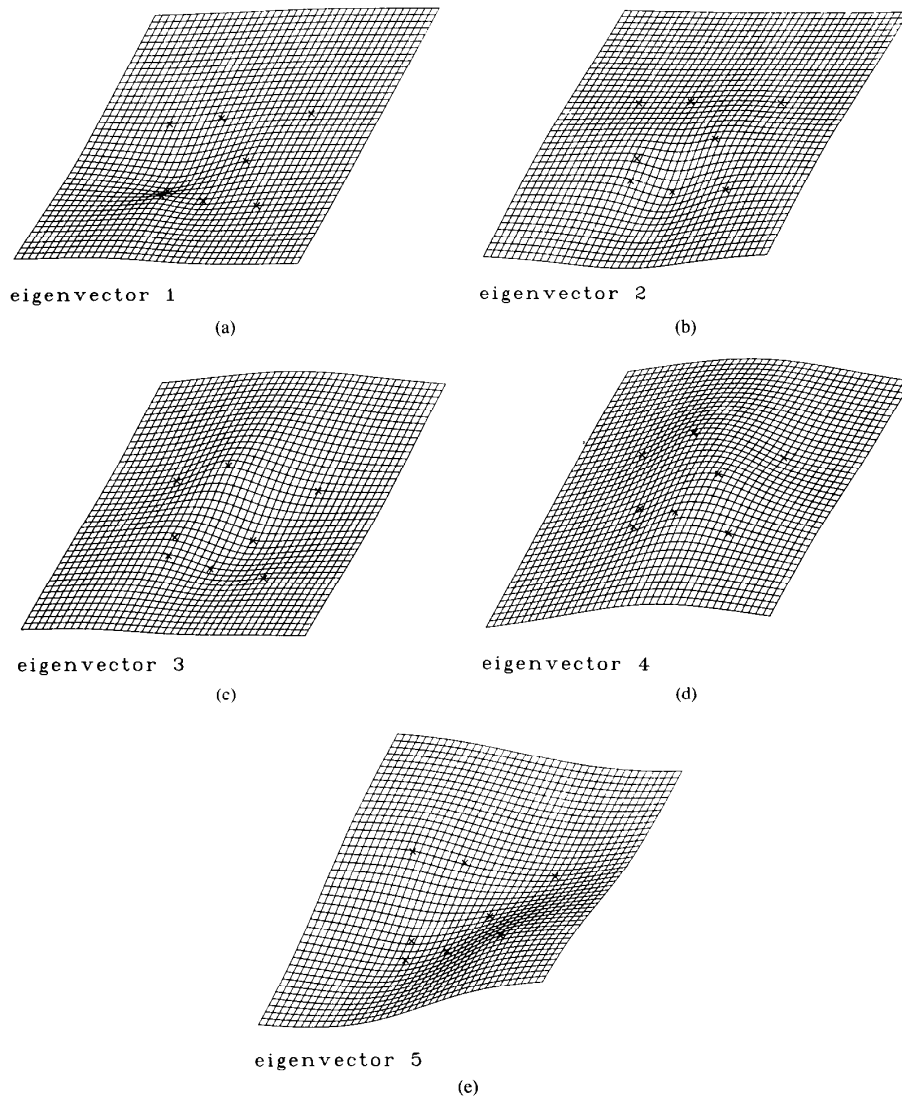 eigenvector 1
(a)
eigenvector 2
(b)
eigenvector 3
(c)
eigenvector 4
(d)
eigenvector 5
(e)